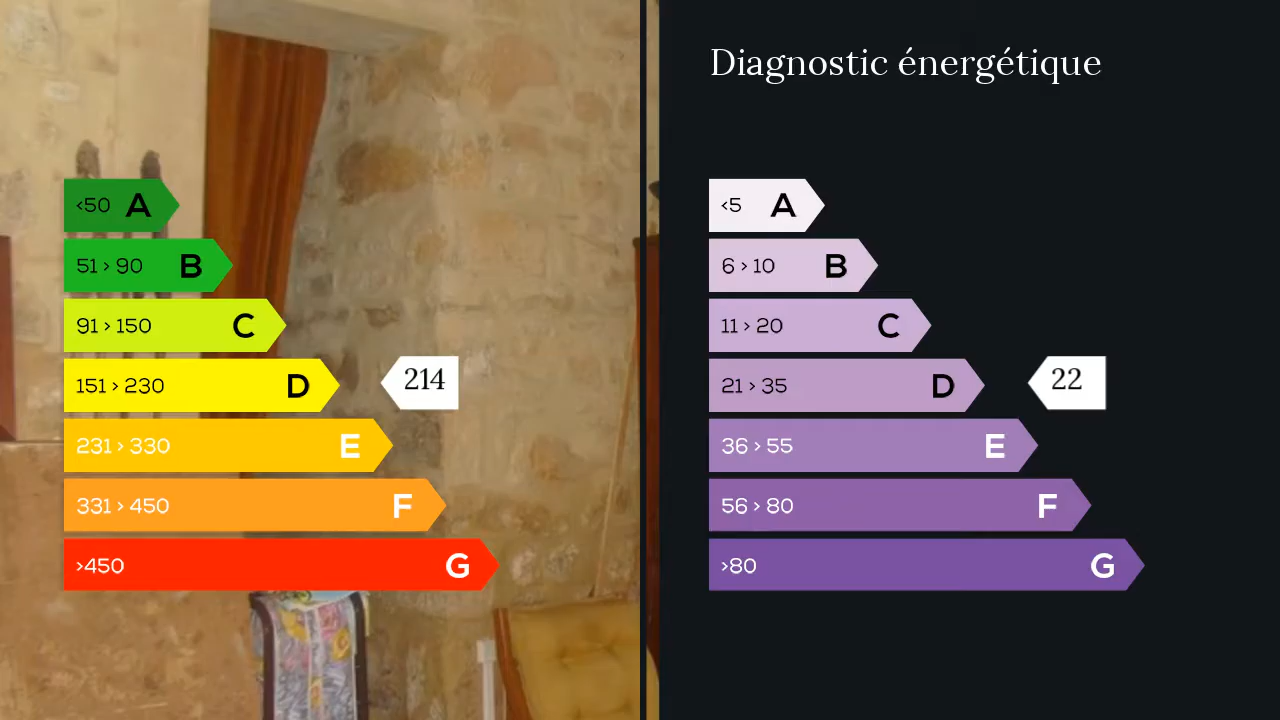 Diagnostic énergétique
<50 A
51 > 90 B
91 > 150 C
151 > 230 D
214
231 > 330 E
331 > 450 F
>450 G
<5 A
6 > 10 B
11 > 20 C
21 > 35 D
22
36 > 55 E
56 > 80 F
>80 G